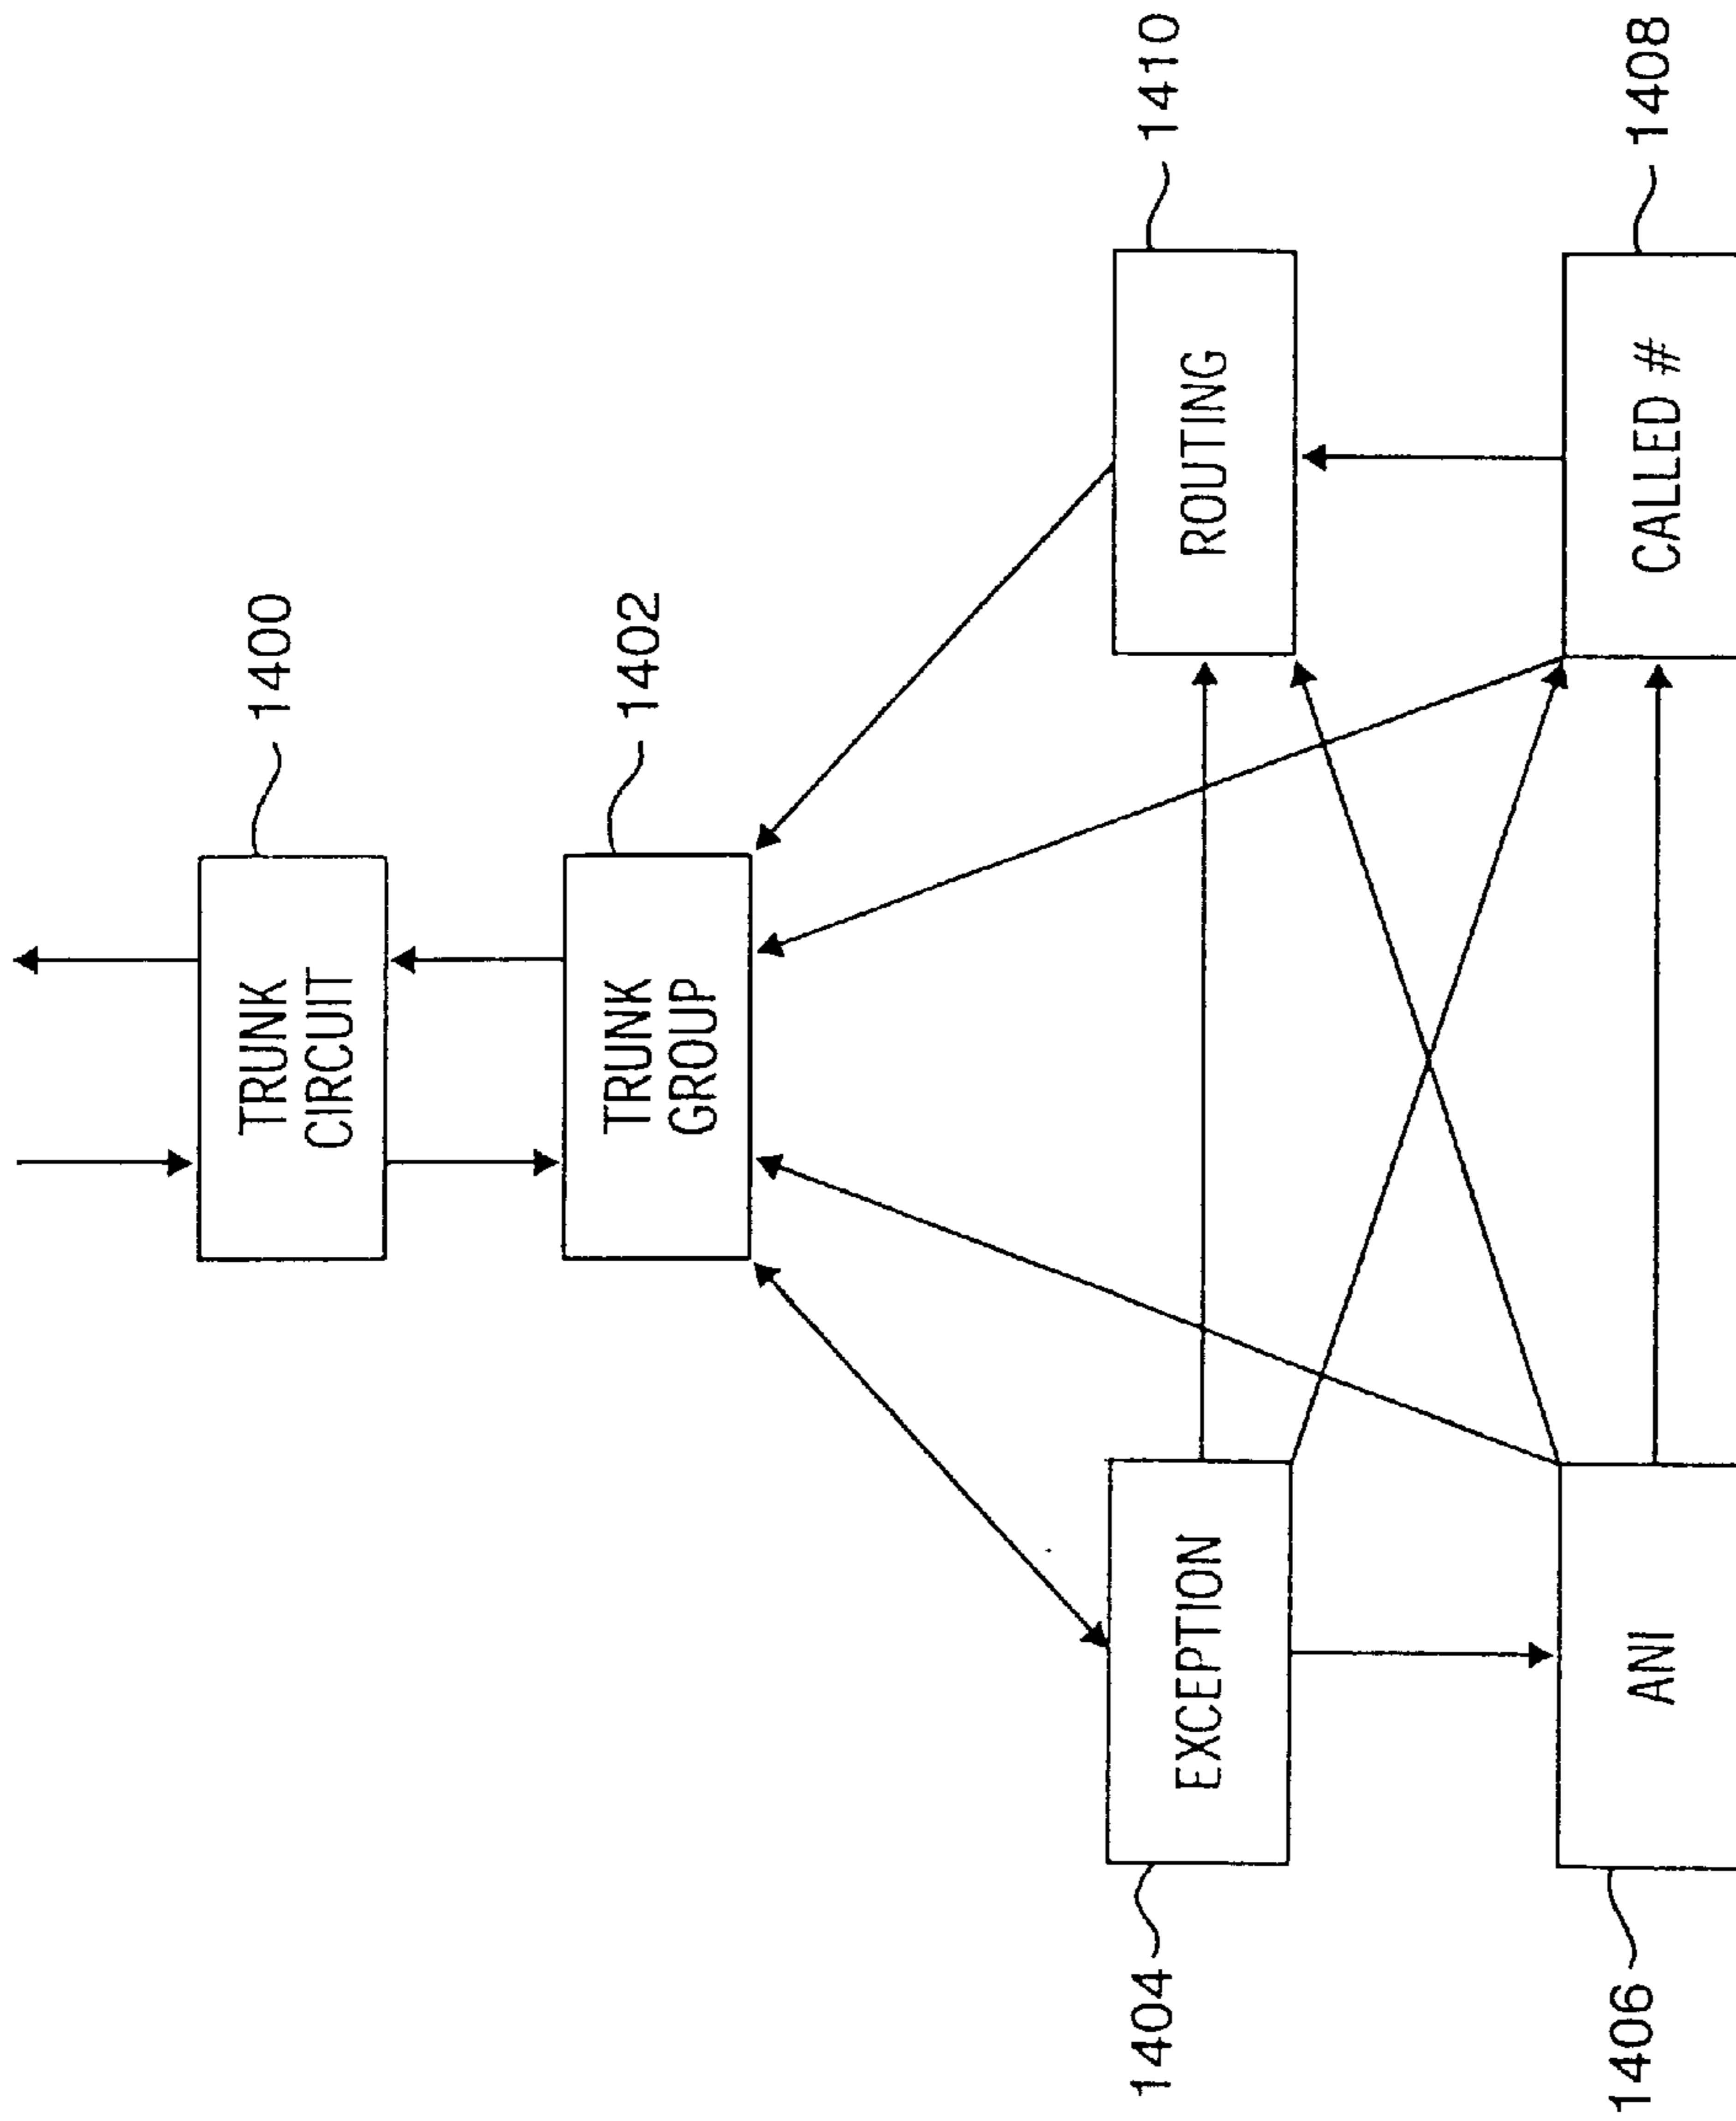 1400
TRUNK
CIRCUIT
1402
TRUNK
GROUP
1404
EXCEPTION
ROUTING
1410
1406
ANI
CALLED #
1408